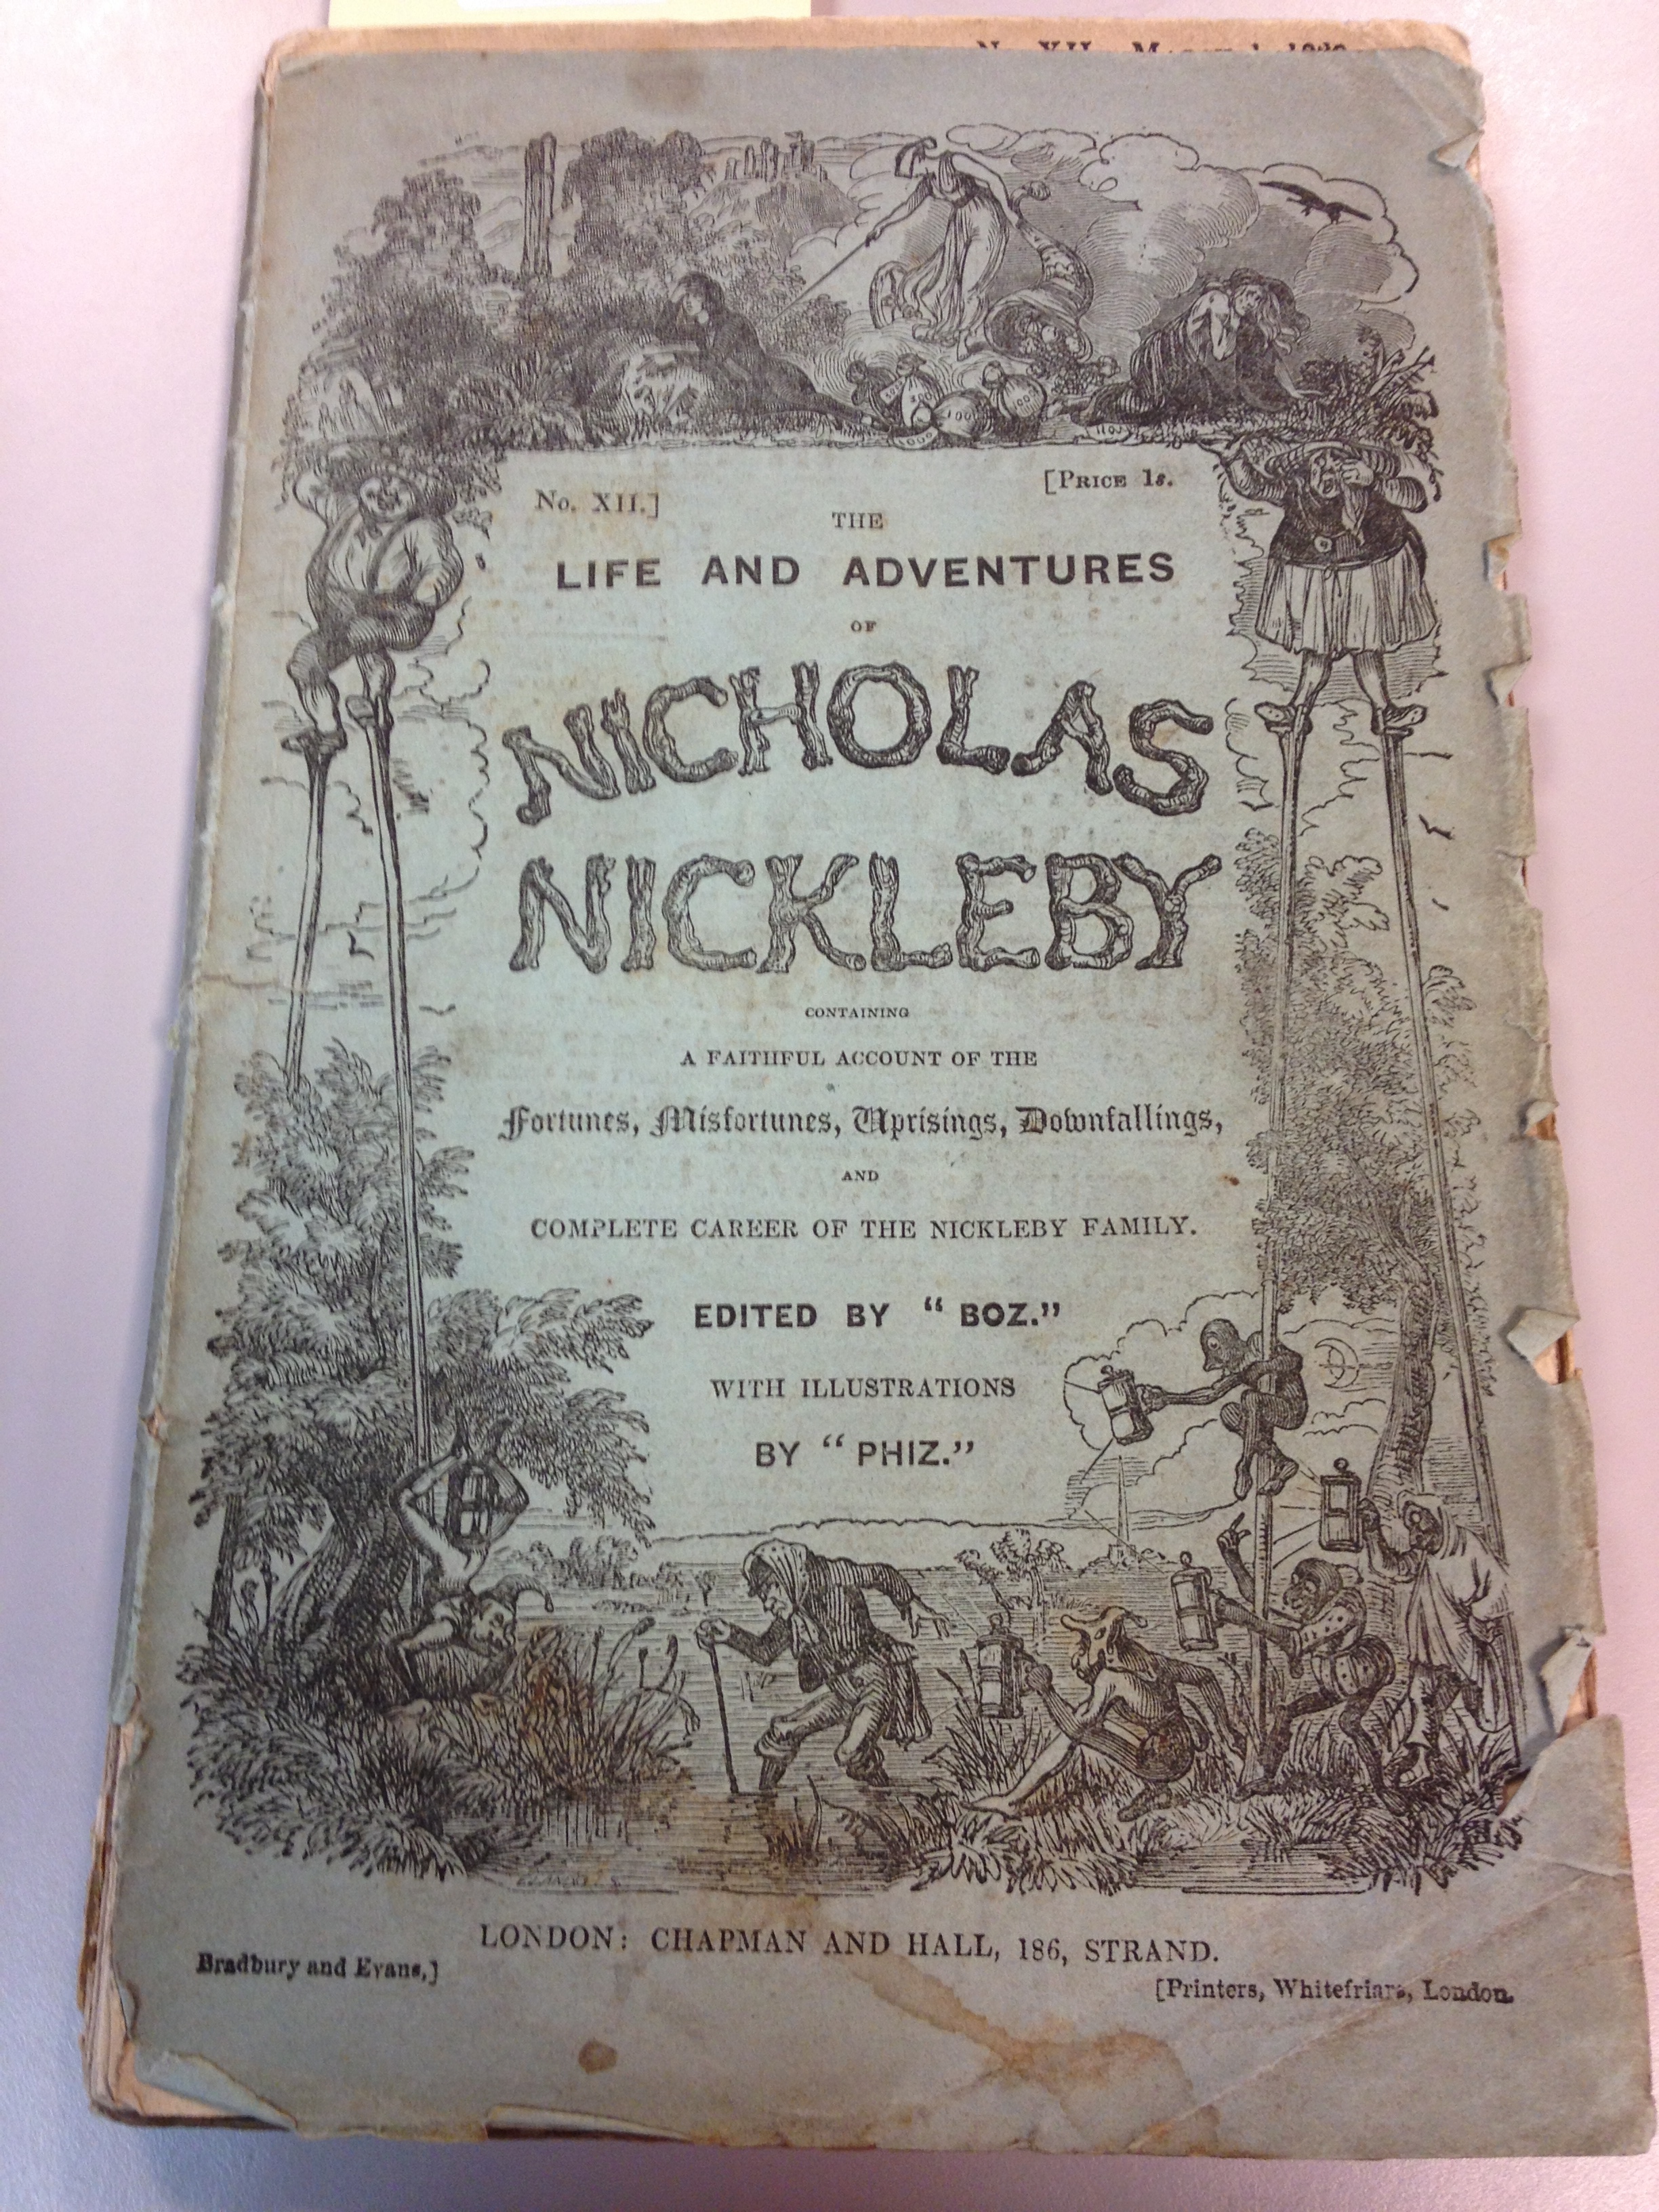 No. XII.]
[PRICE 1s.
THE
LIFE AND ADVENTURES
OF
NICHOLAS
NICKLEBY
CONTAINING
A FAITHFUL ACCOUNT OF THE
Fortunes, Misfortunes, Uprisings, Downfallings,
AND
COMPLETE CAREER OF THE NICKLEBY FAMILY.
EDITED BY “ BOZ.”
WITH ILLUSTRATIONS
BY “ PHIZ.”
LONDON: CHAPMAN AND HALL, 186, STRAND.
Bradbury and Evans,]
[Printers, Whitefriars, London.